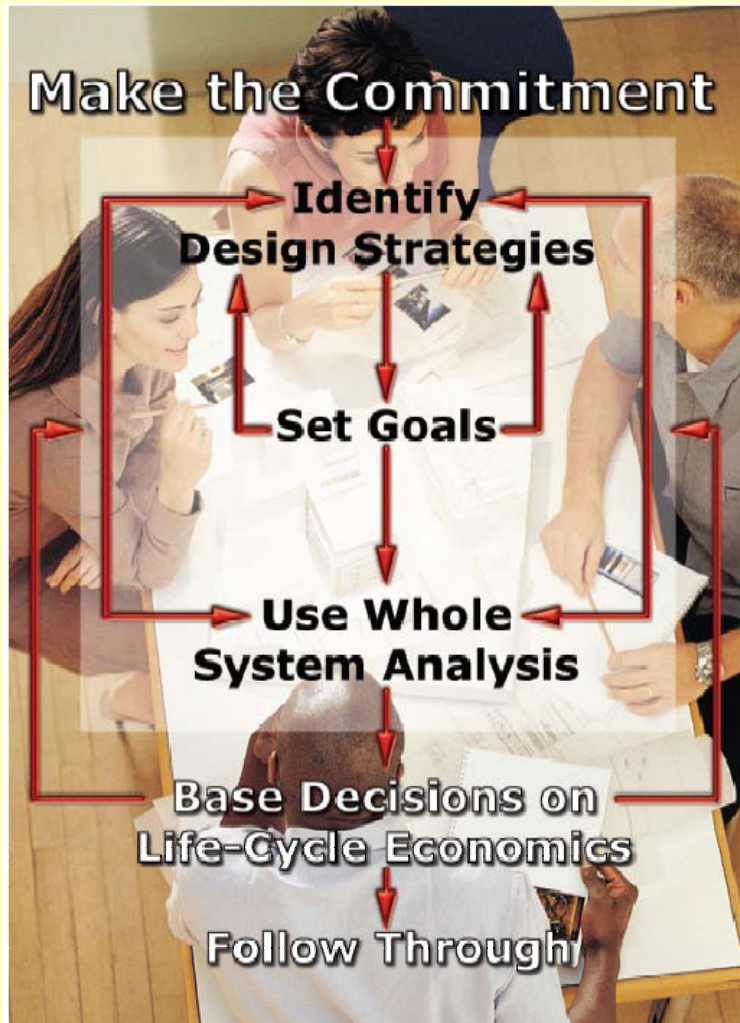 Make the Commitment
Identify
Design Strategies
Set Goals
Use Whole
System Analysis
Base Decisions on
Life-Cycle Economics
Follow Through